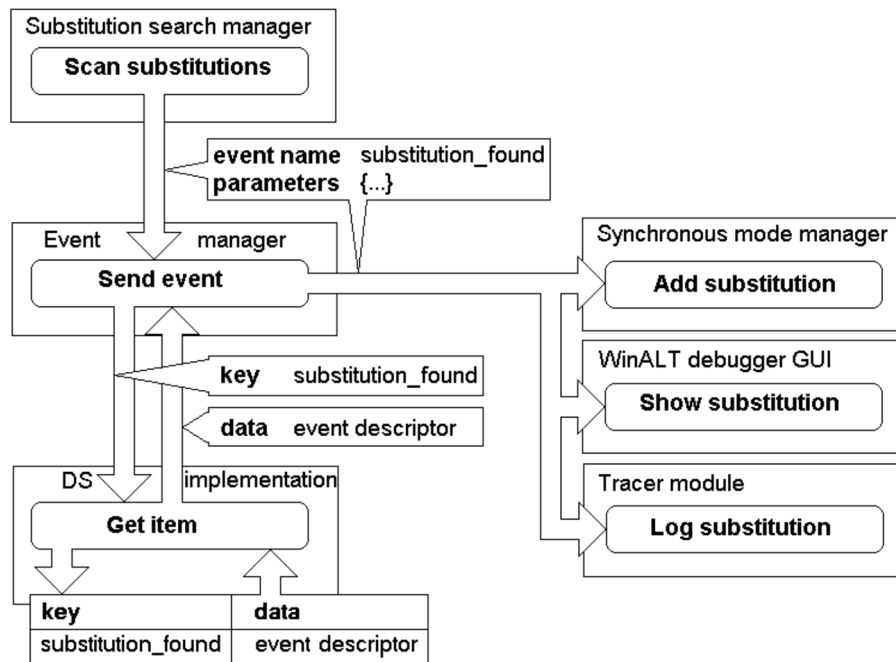 Substitution search manager
Scan substitutions
event name substitution_found
parameters {...}
Event manager
Send event
Synchronous mode manager
Add substitution
key substitution_found
WinALT debugger GUI
Show substitution
data event descriptor
DS implementation
Get item
Tracer module
Log substitution
key data
substitution_found event descriptor